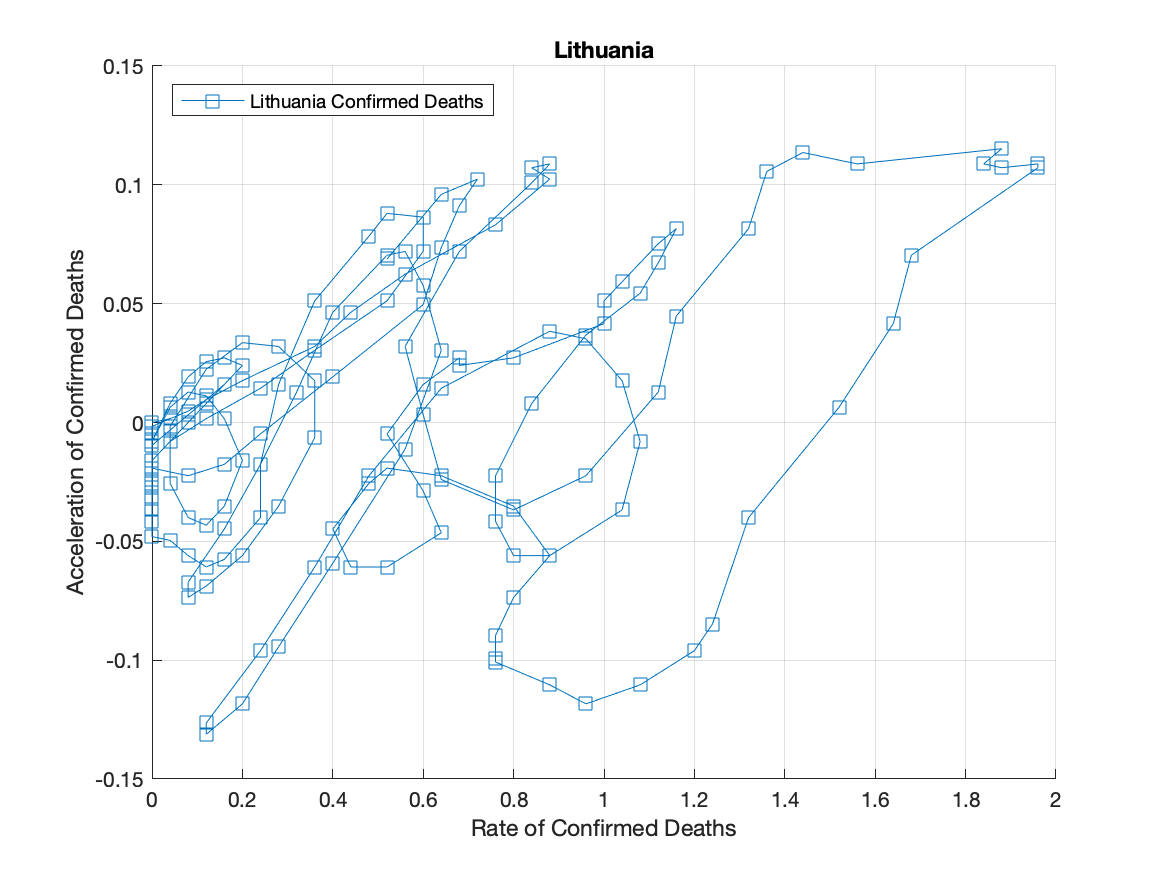 Lithuania
Lithuania Confirmed Deaths
0.15
0.1
0.05
0
-0.05
-0.1
-0.15
Acceleration of Confirmed Deaths
0 0.2 0.4 0.6 0.8 1 1.2 1.4 1.6 1.8 2
Rate of Confirmed Deaths